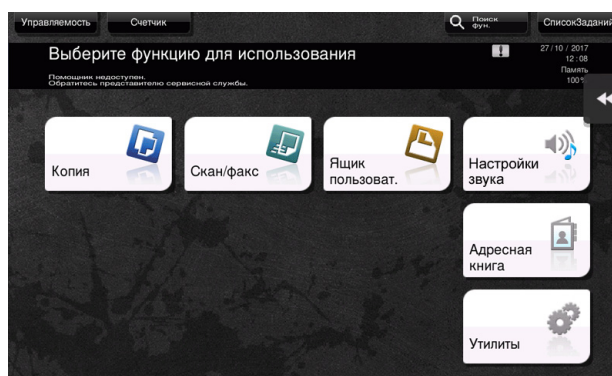 Управляемость
Счетчик
Поиск
фун.
СписокЗаданий
Выберите функцию для использования
27/10 / 2017
12:08
Помощник недоступен.
Обратитесь представителю сервисной службы.
Память
100%
Копия
Скан/факс
Ящик
пользоват.
Настройки
звука
Адресная
книга
Утилиты